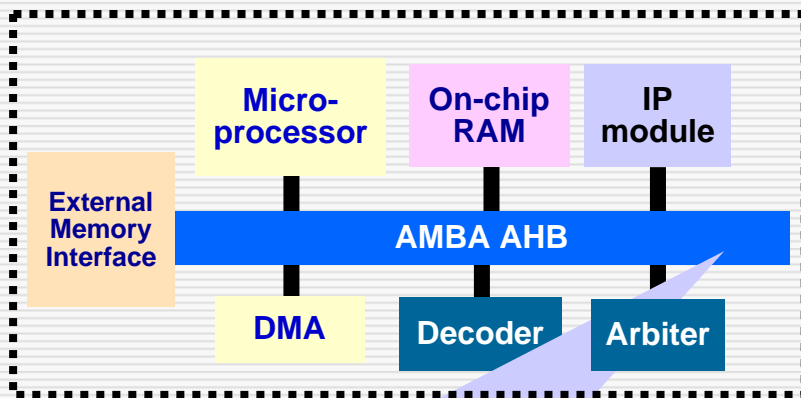 Micro-
processor
On-chip
RAM
IP
module
External
Memory
Interface
AMBA AHB
DMA
Decoder
Arbiter